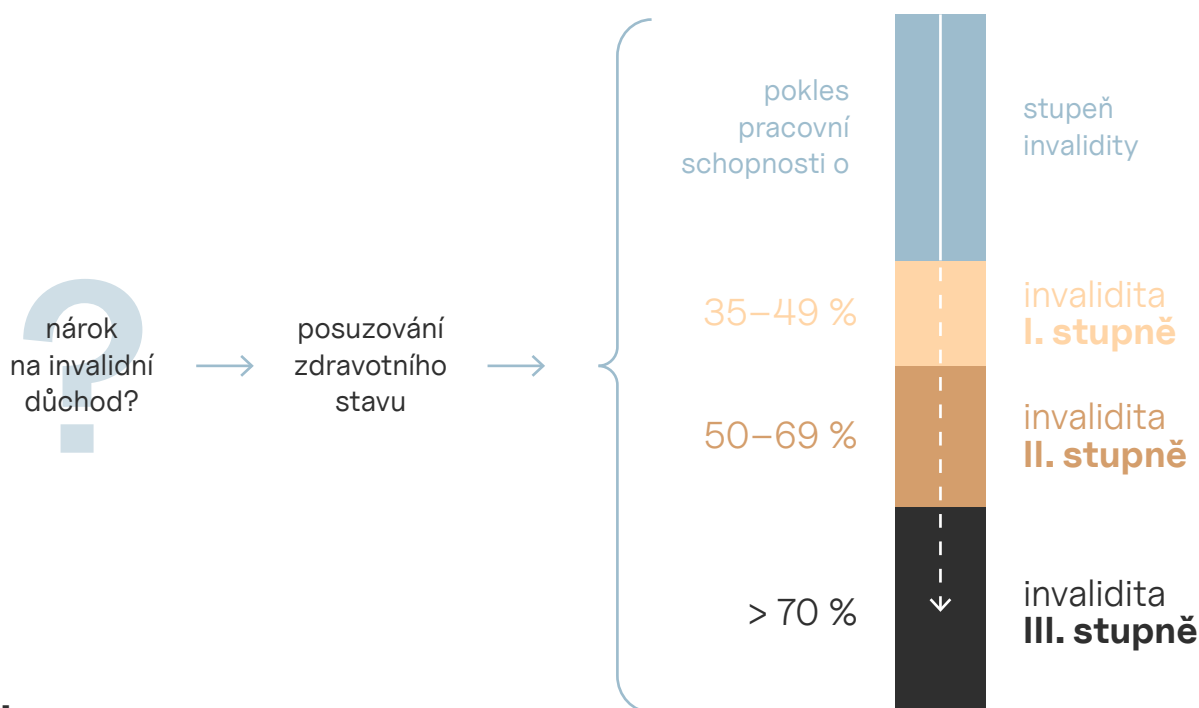 ?
nárok
na invalidní
důchod?
posuzování
zdravotního
stavu
pokles
pracovní
schopnosti o
stupeň
invalidity
35–49 %
invalidita
I. stupně
50–69 %
invalidita
II. stupně
> 70 %
invalidita
III. stupně